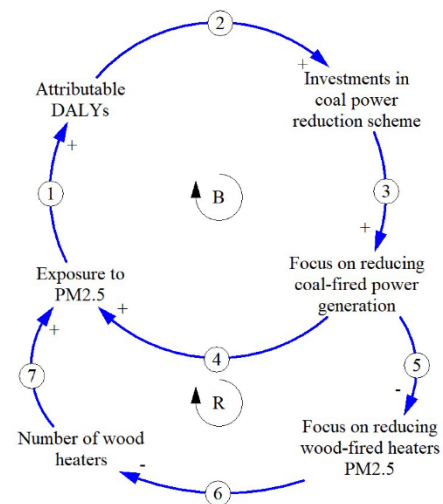 2
+
Attributable
DALYs
Investments in
coal power
reduction scheme
+
1
B
3
+
Exposure to
PM2.5
+
+
Focus on reducing
coal-fired power
generation
4
5
7
R
-
Number of wood
heaters
Focus on reducing
wood-fired heaters
PM2.5
-
6